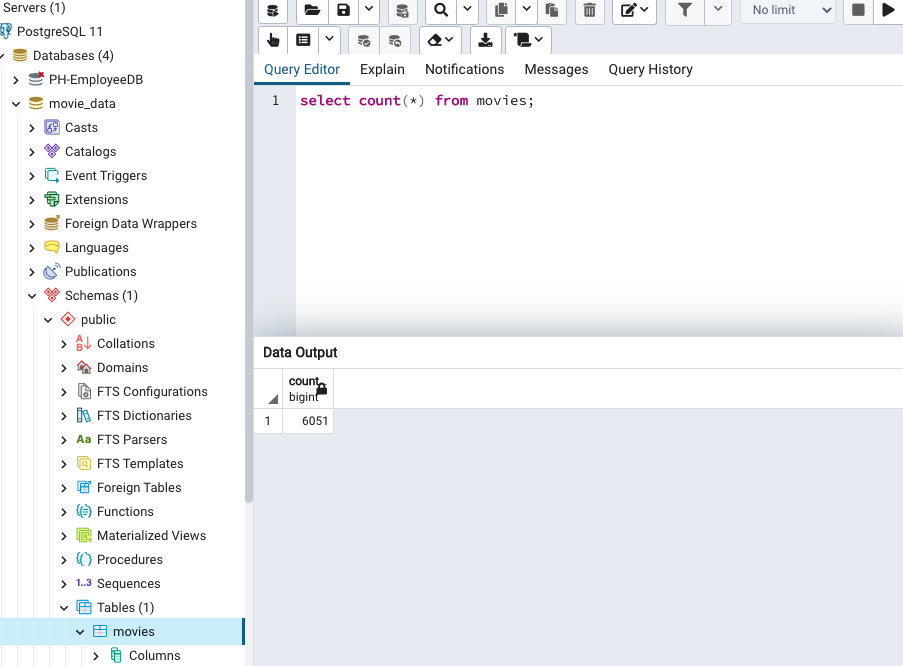 Servers (1)
PostgreSQL 11
Databases (4)
PH-EmployeeDB
movie_data
Casts
Catalogs
Event Triggers
Extensions
Foreign Data Wrappers
Languages
Publications
Schemas (1)
public
Collations
Domains
FTS Configurations
FTS Dictionaries
Aa FTS Parsers
FTS Templates
Foreign Tables
Functions
Materialized Views
Procedures
1..3 Sequences
Tables (1)
movies
Columns
No limit
Query Editor Explain Notifications Messages Query History
1 select count(*) from movies;
Data Output
count
bigint
1 6051